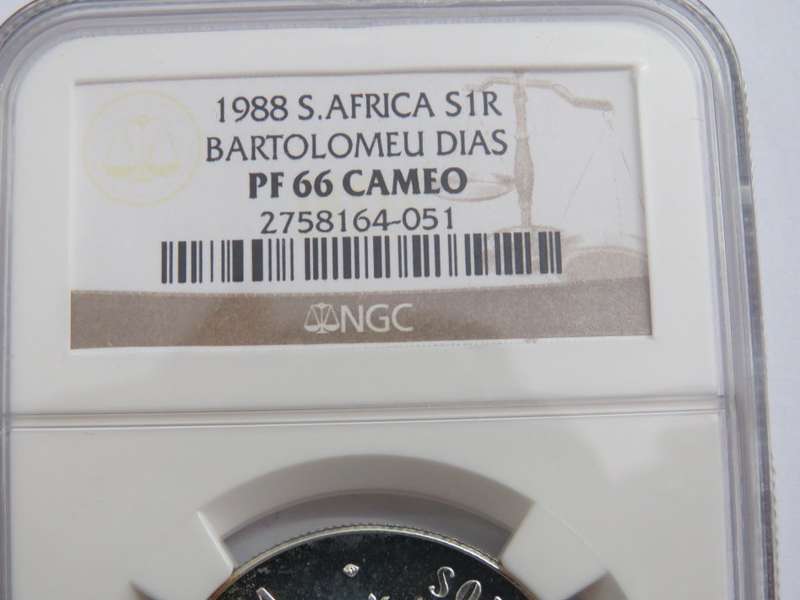 1988 S.AFRICA S1R
BARTOLOMEU DIAS
PF 66 CAMEO
2758164-051
NGC